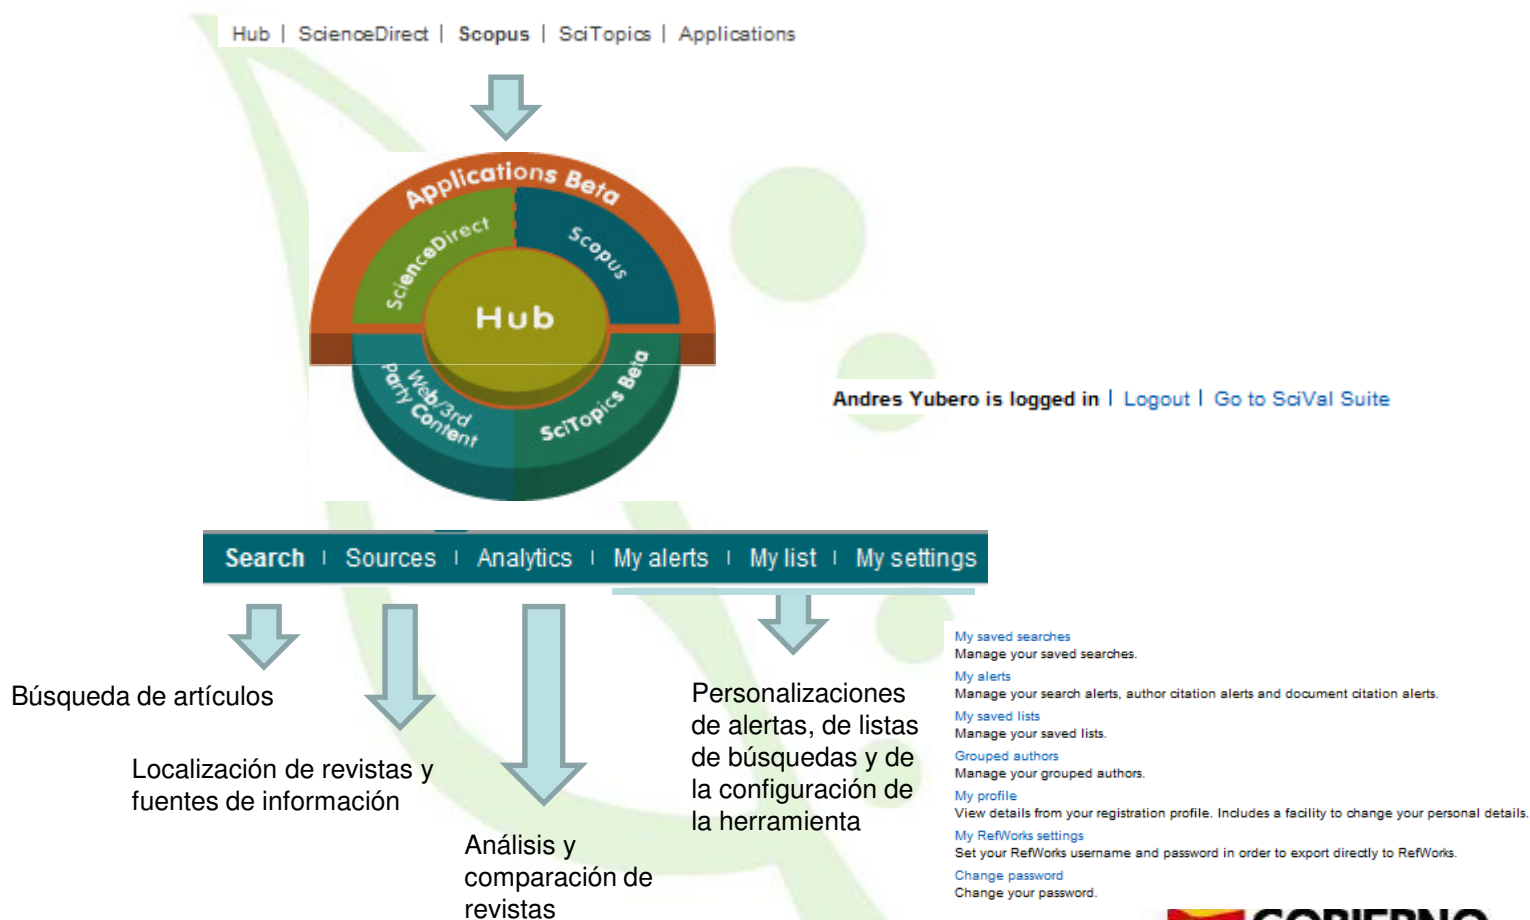 Hub | ScienceDirect | Scopus | SciTopics | Applications
Applications Beta
ScienceDirect
Scopus
Hub
Web/3rd
Party Content
SciTopics Beta
Andres Yubero is logged in | Logout | Go to SciVal Suite
Search | Sources | Analytics | My alerts | My list | My settings
Búsqueda de artículos
Localización de revistas y
fuentes de información
Análisis y
comparación de
revistas
Personalizaciones
de alertas, de listas
de búsquedas y de
la configuración de
la herramienta
My saved searches
Manage your saved searches.
My alerts
Manage your search alerts, author citation alerts and document citation alerts.
My saved lists
Manage your saved lists.
Grouped authors
Manage your grouped authors.
My profile
View details from your registration profile. Includes a facility to change your personal details.
My RefWorks settings
Set your RefWorks username and password in order to export directly to RefWorks.
Change password
Change your password.
GOBIERNO